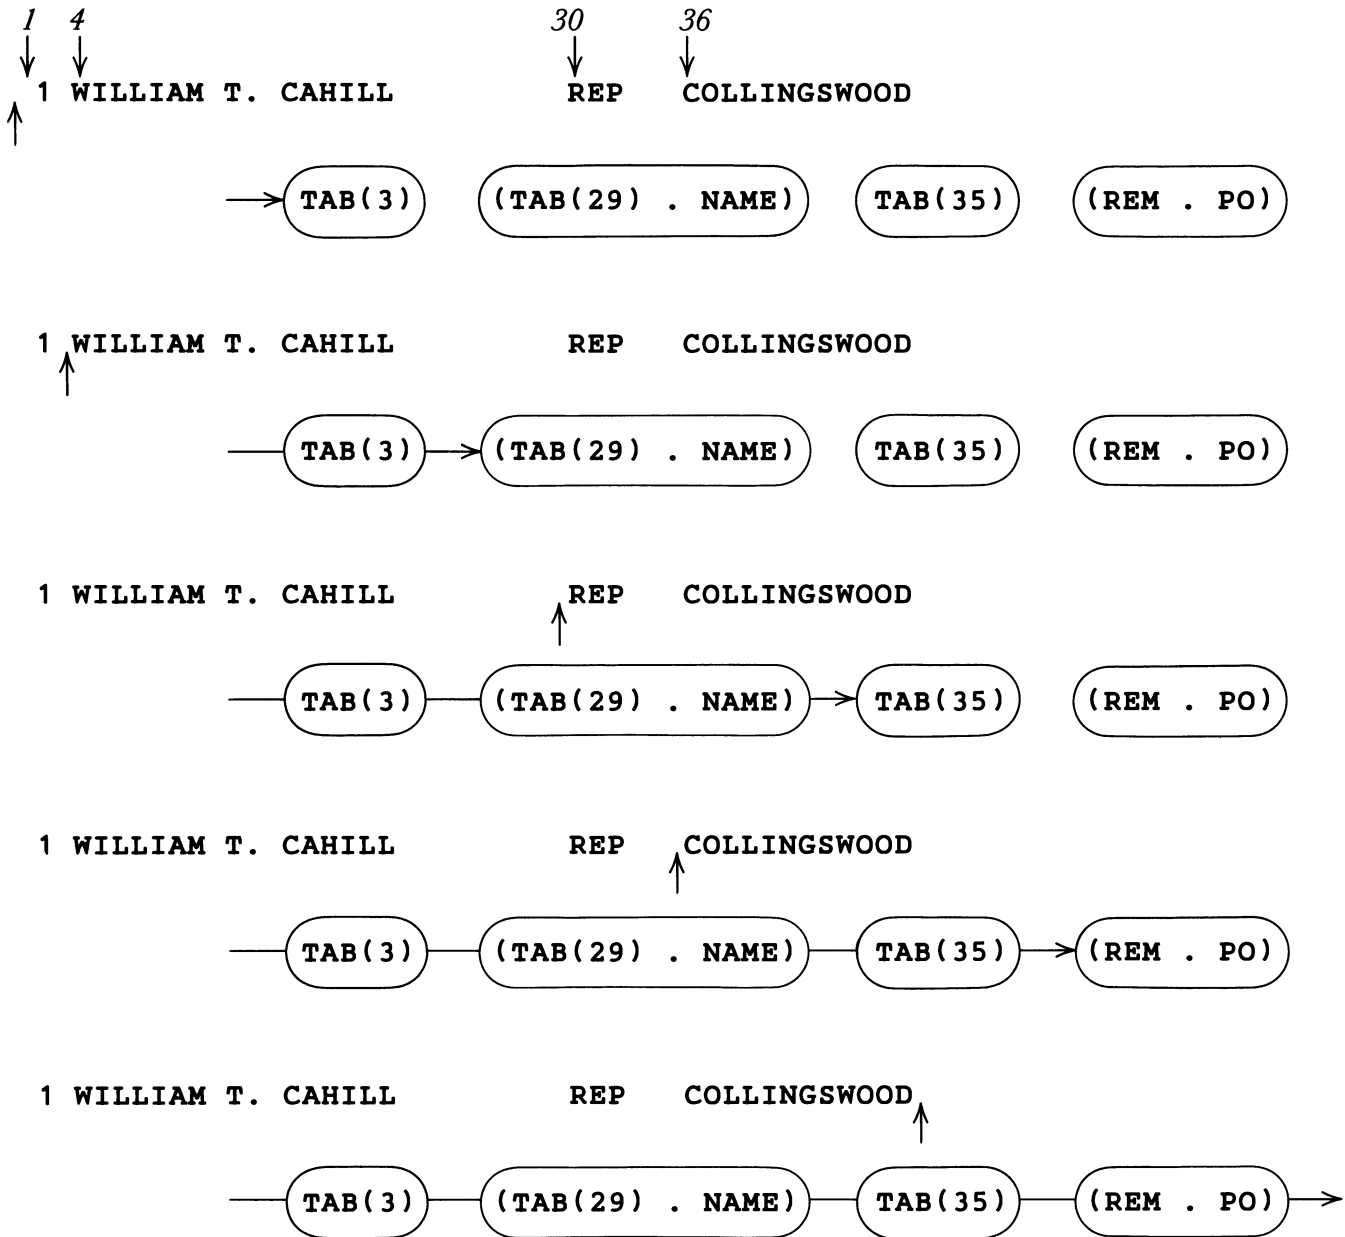 1 4 30 36
1 WILLIAM T. CAHILL REP COLLINGSWOOD
TAB(3) (TAB(29) . NAME) TAB(35) (REM . PO)
1 WILLIAM T. CAHILL REP COLLINGSWOOD
TAB(3) (TAB(29) . NAME) TAB(35) (REM . PO)
1 WILLIAM T. CAHILL REP COLLINGSWOOD
TAB(3) (TAB(29) . NAME) TAB(35) (REM . PO)
1 WILLIAM T. CAHILL REP COLLINGSWOOD
TAB(3) (TAB(29) . NAME) TAB(35) (REM . PO)
1 WILLIAM T. CAHILL REP COLLINGSWOOD
TAB(3) (TAB(29) . NAME) TAB(35) (REM . PO)